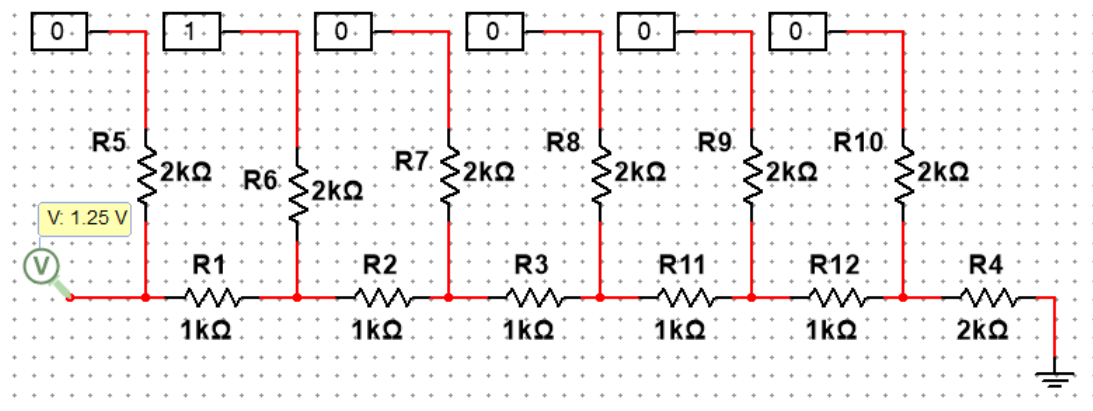 0 1 0 0 0 0
R5 2kΩ R6 2kΩ R7 2kΩ R8 2kΩ R9 2kΩ R10 2kΩ
V: 1.25 V
V
R1 R2 R3 R11 R12 R4
1kΩ 1kΩ 1kΩ 1kΩ 1kΩ 2kΩ